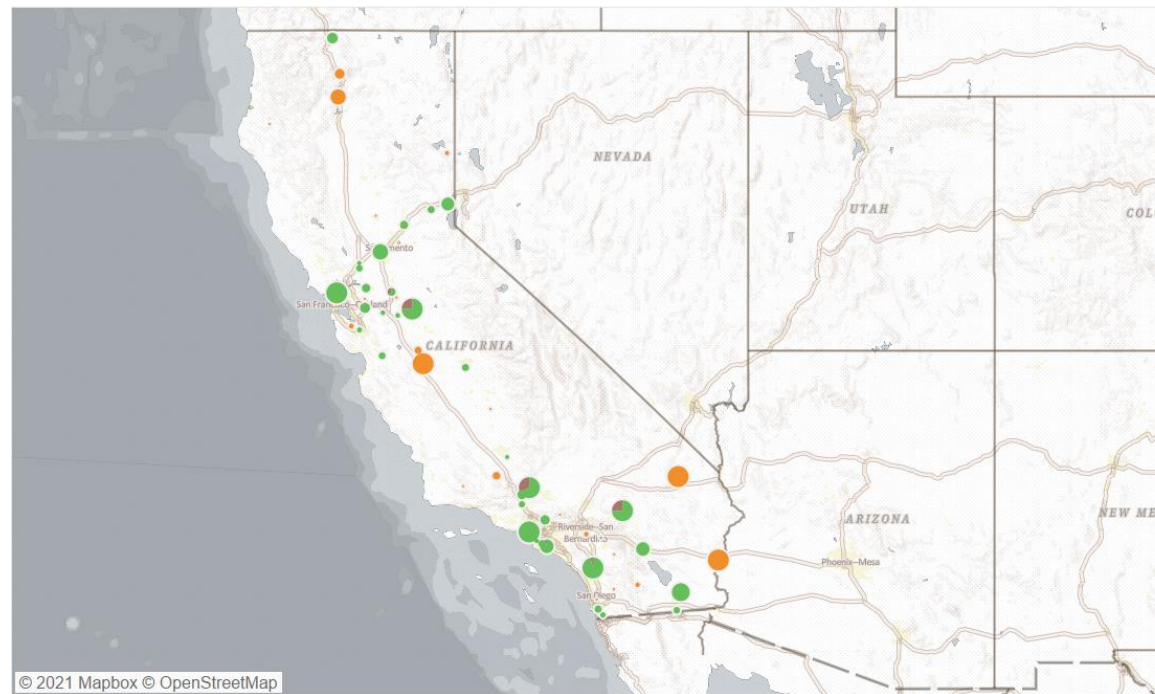 NEVADA
UTAH
COL
Sacramento
San Francisco--Oakland
CALIFORNIA
Riverside--San
Bernardino
ARIZONA
NEW ME
Phoenix--Mesa
San Diego
© 2021 Mapbox © OpenStreetMap